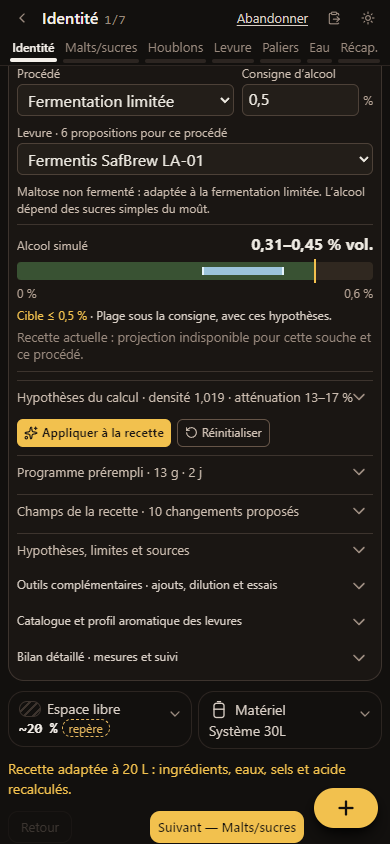 Identité 1/7 Abandonner
Identité Malts/sucres Houblons Levure Paliers Eau Récap.
Procédé Consigne d'alcool
Fermentation limitée 0,5 %
Levure · 6 propositions pour ce procédé
Fermentis SafBrew LA-01
Maltose non fermenté : adaptée à la fermentation limitée. L'alcool
dépend des sucres simples du moût.
Alcool simulé 0,31–0,45 % vol.
0 % 0,6 %
Cible ≤ 0,5 % · Plage sous la consigne, avec ces hypothèses.
Recette actuelle : projection indisponible pour cette souche et
ce procédé.
Hypothèses du calcul · densité 1,019 · atténuation 13–17 %
Appliquer à la recette Réinitialiser
Programme prérempli · 13 g · 2 j
Champs de la recette · 10 changements proposés
Hypothèses, limites et sources
Outils complémentaires · ajouts, dilution et essais
Catalogue et profil aromatique des levures
Bilan détaillé · mesures et suivi
Espace libre
~20 % repère
Matériel
Système 30L
Recette adaptée à 20 L : ingrédients, eaux, sels et acide
recalculés.
Retour Suivant — Malts/sucres +